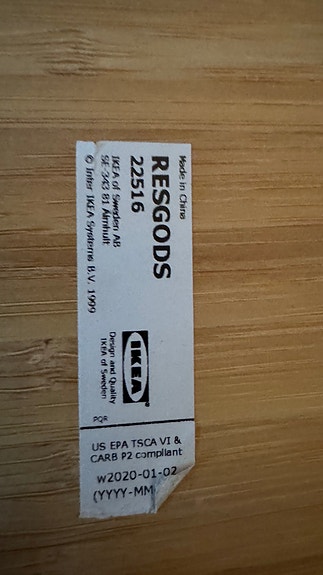 Made in China
RESGODS
22516
IKEA of Sweden AB
SE-343 81 Älmhult
© Inter IKEA Systems B.V. 1999
IKEA
Design and Quality
IKEA of Sweden
PQR
US EPA TSCA VI &
CARB P2 compliant
w2020-01-02
(YYYY-MM